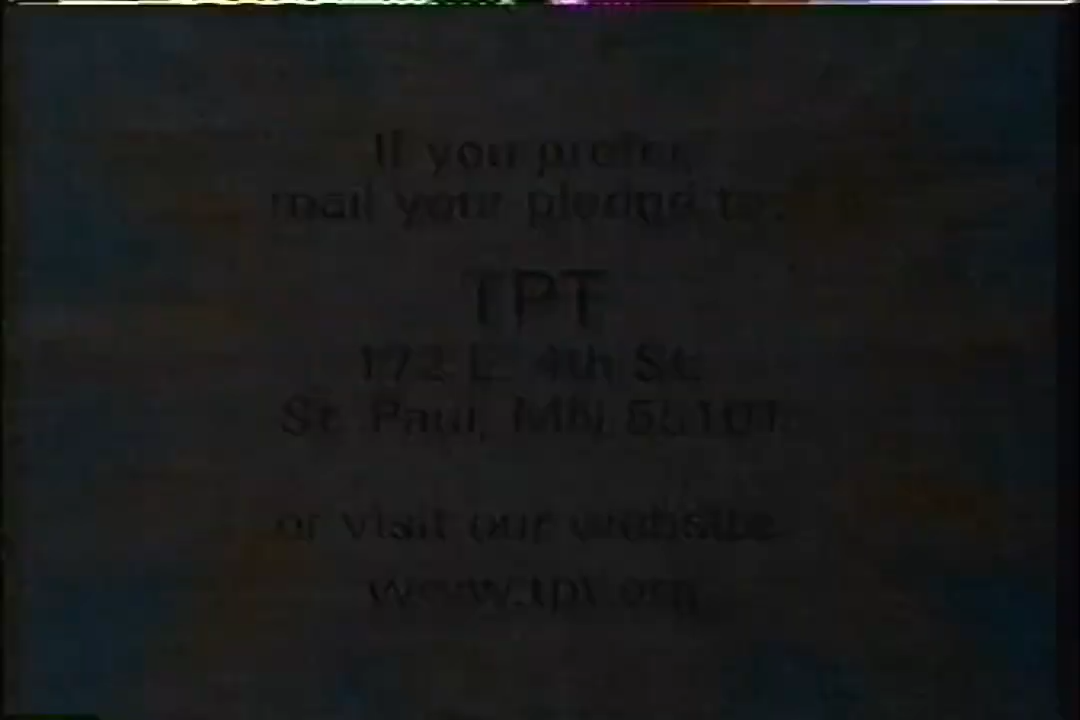 If you prefer
mail your pledge to:
TPT
172 E. 4th St.
St. Paul, MN 55101
or visit our website
www.tpt.org